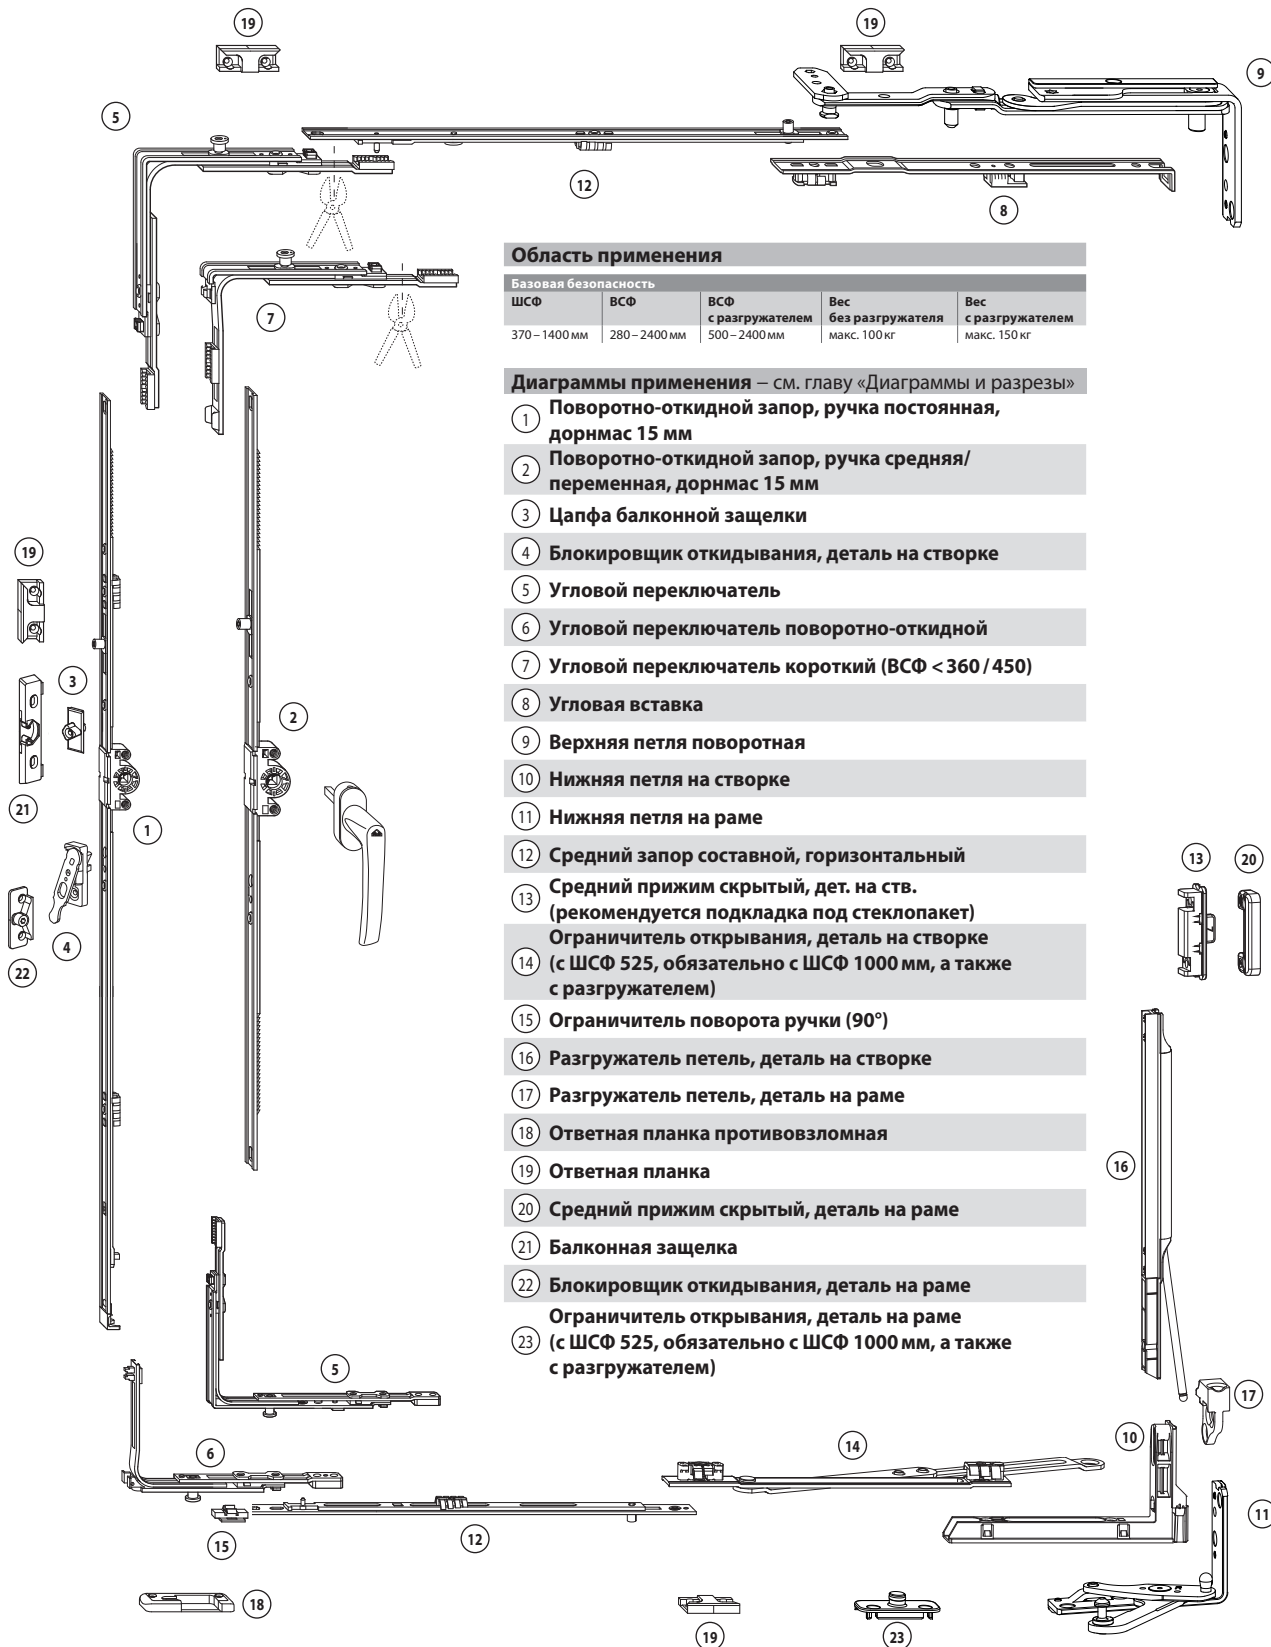 19
19
9
5
12
8
7
Область применения
Базовая безопасность
ШСФ ВСФ ВСФ с разгружателем Вес без разгружателя Вес с разгружателем
370 – 1400 мм 280 – 2400 мм 500 – 2400 мм макс. 100 кг макс. 150 кг
Диаграммы применения – см. главу «Диаграммы и разрезы»
1 Поворотно-откидной запор, ручка постоянная,
дорнмас 15 мм
2 Поворотно-откидной запор, ручка средняя/
переменная, дорнмас 15 мм
3 Цапфа балконной защелки
4 Блокировщик откидывания, деталь на створке
5 Угловой переключатель
6 Угловой переключатель поворотно-откидной
7 Угловой переключатель короткий (ВСФ < 360 / 450)
8 Угловая вставка
9 Верхняя петля поворотная
10 Нижняя петля на створке
11 Нижняя петля на раме
12 Средний запор составной, горизонтальный
13 Средний прижим скрытый, дет. на ств.
(рекомендуется подкладка под стеклопакет)
Ограничитель открывания, деталь на створке
14 (с ШСФ 525, обязательно с ШСФ 1000 мм, а также
с разгружателем)
15 Ограничитель поворота ручки (90°)
16 Разгружатель петель, деталь на створке
17 Разгружатель петель, деталь на раме
18 Ответная планка противовзломная
19 Ответная планка
20 Средний прижим скрытый, деталь на раме
21 Балконная защелка
22 Блокировщик откидывания, деталь на раме
Ограничитель открывания, деталь на раме
23 (с ШСФ 525, обязательно с ШСФ 1000 мм, а также
с разгружателем)
19
3
2
21
1
4
22
13
20
16
5
17
6
14
10
15
12
11
18
19
23